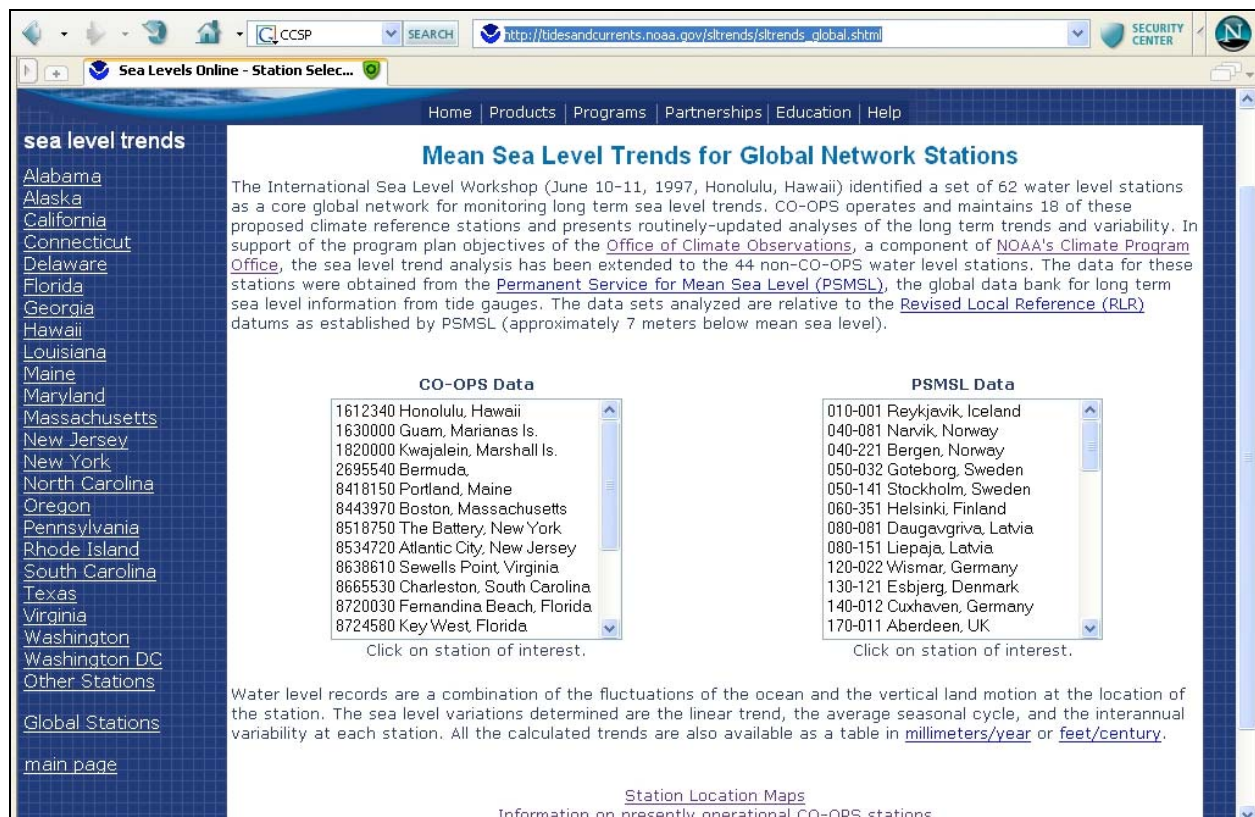 CCSP
SEARCH
http://tidesandcurrents.noaa.gov/sltrends/sltrends_global.shtml
SECURITY
CENTER
N
Sea Levels Online - Station Selec...
Home | Products | Programs | Partnerships | Education | Help
sea level trends
Alabama
Alaska
California
Connecticut
Delaware
Florida
Georgia
Hawaii
Louisiana
Maine
Maryland
Massachusetts
New Jersey
New York
North Carolina
Oregon
Pennsylvania
Rhode Island
South Carolina
Texas
Virginia
Washington
Washington DC
Other Stations
Global Stations
main page
Mean Sea Level Trends for Global Network Stations
The International Sea Level Workshop (June 10-11, 1997, Honolulu, Hawaii) identified a set of 62 water level stations
as a core global network for monitoring long term sea level trends. CO-OPS operates and maintains 18 of these
proposed climate reference stations and presents routinely-updated analyses of the long term trends and variability. In
support of the program plan objectives of the Office of Climate Observations, a component of NOAA's Climate Program
Office, the sea level trend analysis has been extended to the 44 non-CO-OPS water level stations. The data for these
stations were obtained from the Permanent Service for Mean Sea Level (PSMSL), the global data bank for long term
sea level information from tide gauges. The data sets analyzed are relative to the Revised Local Reference (RLR)
datums as established by PSMSL (approximately 7 meters below mean sea level).
CO-OPS Data
1612340 Honolulu, Hawaii
1630000 Guam, Marianas Is.
1820000 Kwajalein, Marshall Is.
2695540 Bermuda,
8418150 Portland, Maine
8443970 Boston, Massachusetts
8518750 The Battery, New York
8534720 Atlantic City, New Jersey
8638610 Sewells Point, Virginia
8665530 Charleston, South Carolina
8720030 Fernandina Beach, Florida
8724580 Key West, Florida
Click on station of interest.
PSMSL Data
010-001 Reykjavik, Iceland
040-081 Narvik, Norway
040-221 Bergen, Norway
050-032 Goteborg, Sweden
050-141 Stockholm, Sweden
060-351 Helsinki, Finland
080-081 Daugavgriva, Latvia
080-151 Liepaja, Latvia
120-022 Wismar, Germany
130-121 Esbjerg, Denmark
140-012 Cuxhaven, Germany
170-011 Aberdeen, UK
Click on station of interest.
Water level records are a combination of the fluctuations of the ocean and the vertical land motion at the location of
the station. The sea level variations determined are the linear trend, the average seasonal cycle, and the interannual
variability at each station. All the calculated trends are also available as a table in millimeters/year or feet/century.
Station Location Maps
Information on presently operational CO-OPS stations